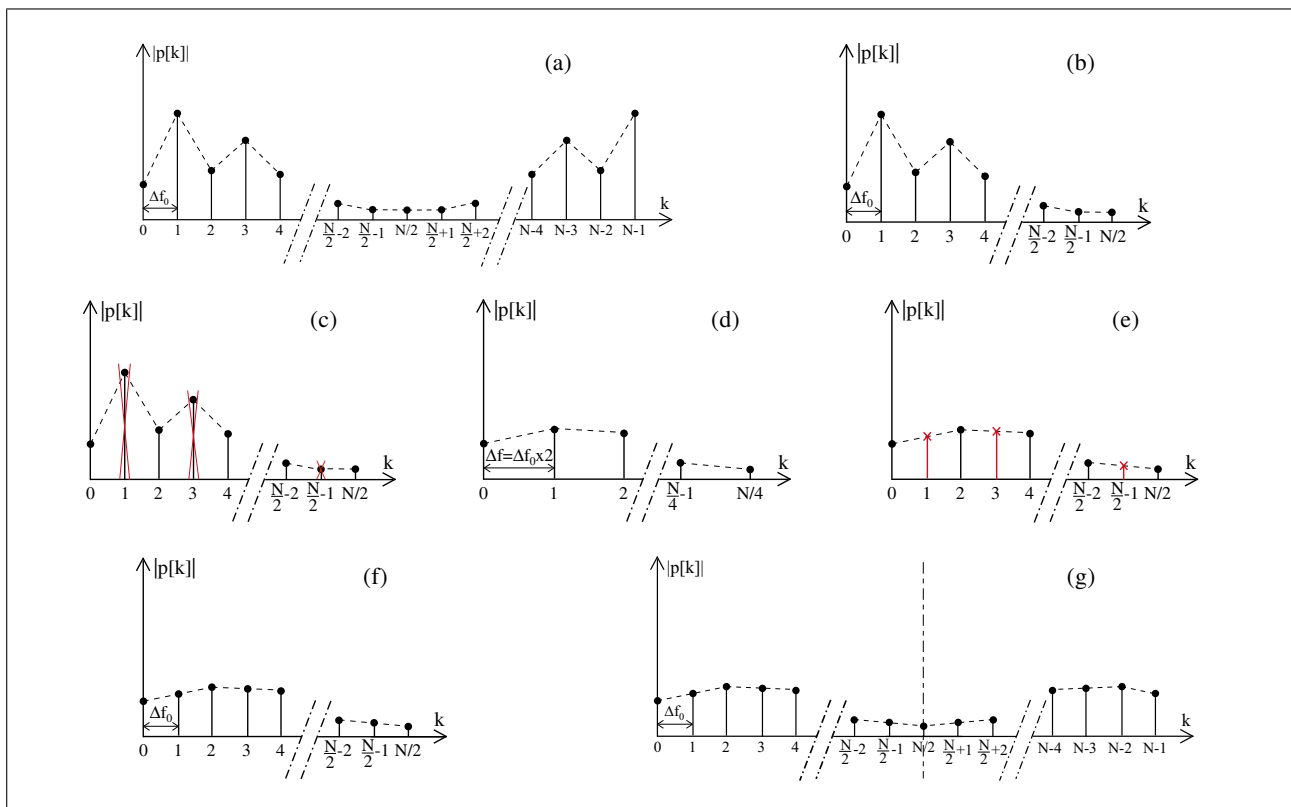 |p[k]|
(a)
Δf₀
k
0 1 2 3 4 N/2-2 N/2-1 N/2 N/2+1 N/2+2 N-4 N-3 N-2 N-1
|p[k]|
(b)
Δf₀
k
0 1 2 3 4 N/2-2 N/2-1 N/2
|p[k]|
(c)
k
0 1 2 3 4 N/2-2 N/2-1 N/2
|p[k]|
(d)
Δf=Δf₀x2
k
0 1 2 N/4-1 N/4
|p[k]|
(e)
k
0 1 2 3 4 N/2-2 N/2-1 N/2
|p[k]|
(f)
Δf₀
k
0 1 2 3 4 N/2-2 N/2-1 N/2
|p[k]|
(g)
Δf₀
k
0 1 2 3 4 N/2-2 N/2-1 N/2 N/2+1 N/2+2 N-4 N-3 N-2 N-1